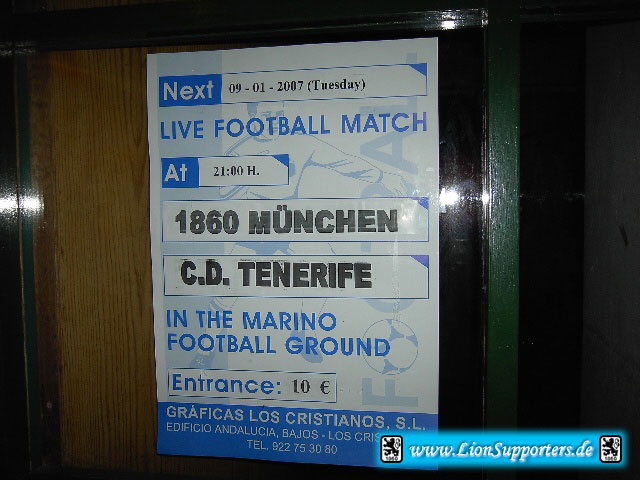 Next 09 - 01 - 2007 (Tuesday)
LIVE FOOTBALL MATCH
At 21:00 H.
1860 MÜNCHEN
C.D. TENERIFE
IN THE MARINO
FOOTBALL GROUND
Entrance: 10 €
GRÁFICAS LOS CRISTIANOS, S.L.
EDIFICIO ANDALUCIA, BAJOS - LOS
TEL. 922 75 30 80
www.LionSupporters.de